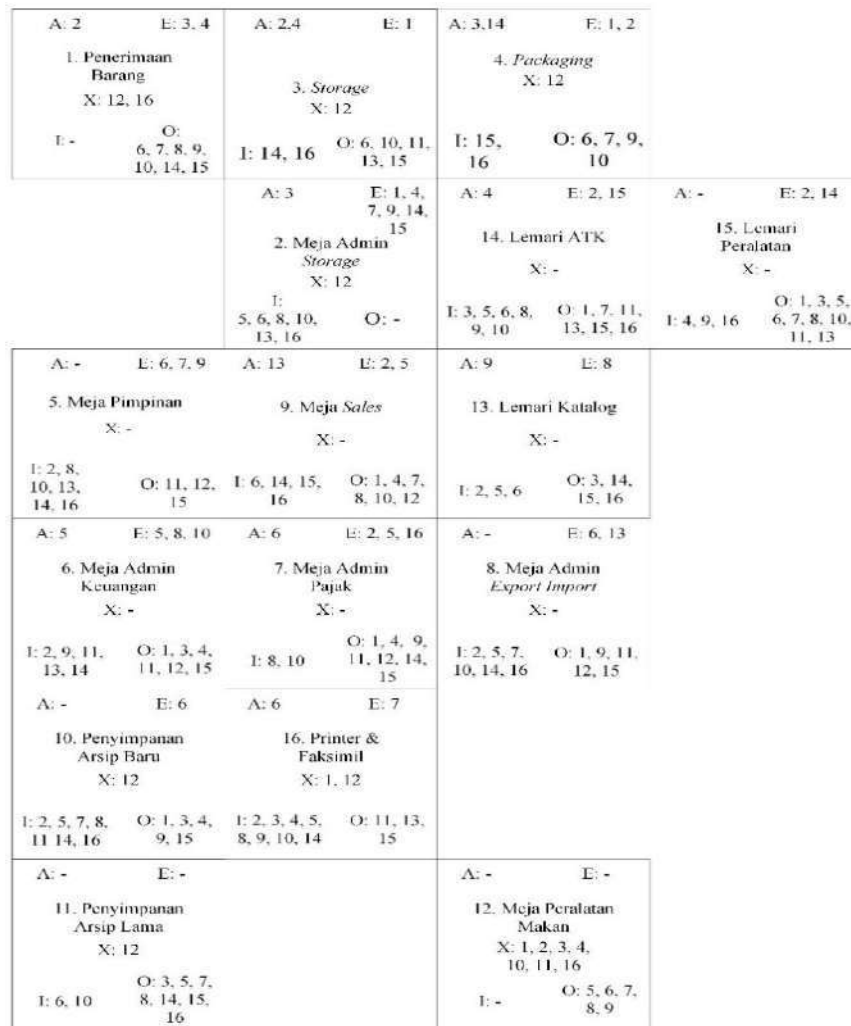 A: 2 E: 3, 4
1. Penerimaan
Barang
X: 12, 16
I: -
O:
6, 7, 8, 9,
10, 14, 15
A: 2,4 E: 1
3. Storage
X: 12
I: 14, 16
O: 6, 10, 11,
13, 15
A: 3,14 E: 1, 2
4. Packaging
X: 12
I: 15,
16
O: 6, 7, 9,
10
A: 3
E: 1, 4,
7, 9, 14,
15
2. Meja Admin
Storage
X: 12
I:
5, 6, 8, 10,
13, 16
O: -
A: 4 E: 2, 15
14. Lemari ATK
X: -
I: 3, 5, 6, 8,
9, 10
O: 1, 7, 11,
13, 15, 16
A: - E: 2, 14
15. Lemari
Peralatan
X: -
I: 4, 9, 16
O: 1, 3, 5,
6, 7, 8, 10,
11, 13
A: - E: 6, 7, 9
5. Meja Pimpinan
X: -
I: 2, 8,
10, 13,
14, 16
O: 11, 12,
15
A: 13 E: 2, 5
9. Meja Sales
X: -
I: 6, 14, 15,
16
O: 1, 4, 7,
8, 10, 12
A: 9 E: 8
13. Lemari Katalog
X: -
I: 2, 5, 6
O: 3, 14,
15, 16
A: 5 E: 5, 8, 10
6. Meja Admin
Keuangan
X: -
I: 2, 9, 11,
13, 14
O: 1, 3, 4,
11, 12, 15
A: 6 E: 2, 5, 16
7. Meja Admin
Pajak
X: -
I: 8, 10
O: 1, 4, 9,
11, 12, 14,
15
A: - E: 6, 13
8. Meja Admin
Export Import
X: -
I: 2, 5, 7,
10, 14, 16
O: 1, 9, 11,
12, 15
A: - E: 6
10. Penyimpanan
Arsip Baru
X: 12
I: 2, 5, 7, 8,
11 14, 16
O: 1, 3, 4,
9, 15
A: 6 E: 7
16. Printer &
Faksimil
X: 1, 12
I: 2, 3, 4, 5,
8, 9, 10, 14
O: 11, 13,
15
A: - E: -
11. Penyimpanan
Arsip Lama
X: 12
I: 6, 10
O: 3, 5, 7,
8, 14, 15,
16
A: - E: -
12. Meja Peralatan
Makan
X: 1, 2, 3, 4,
10, 11, 16
I: -
O: 5, 6, 7,
8, 9